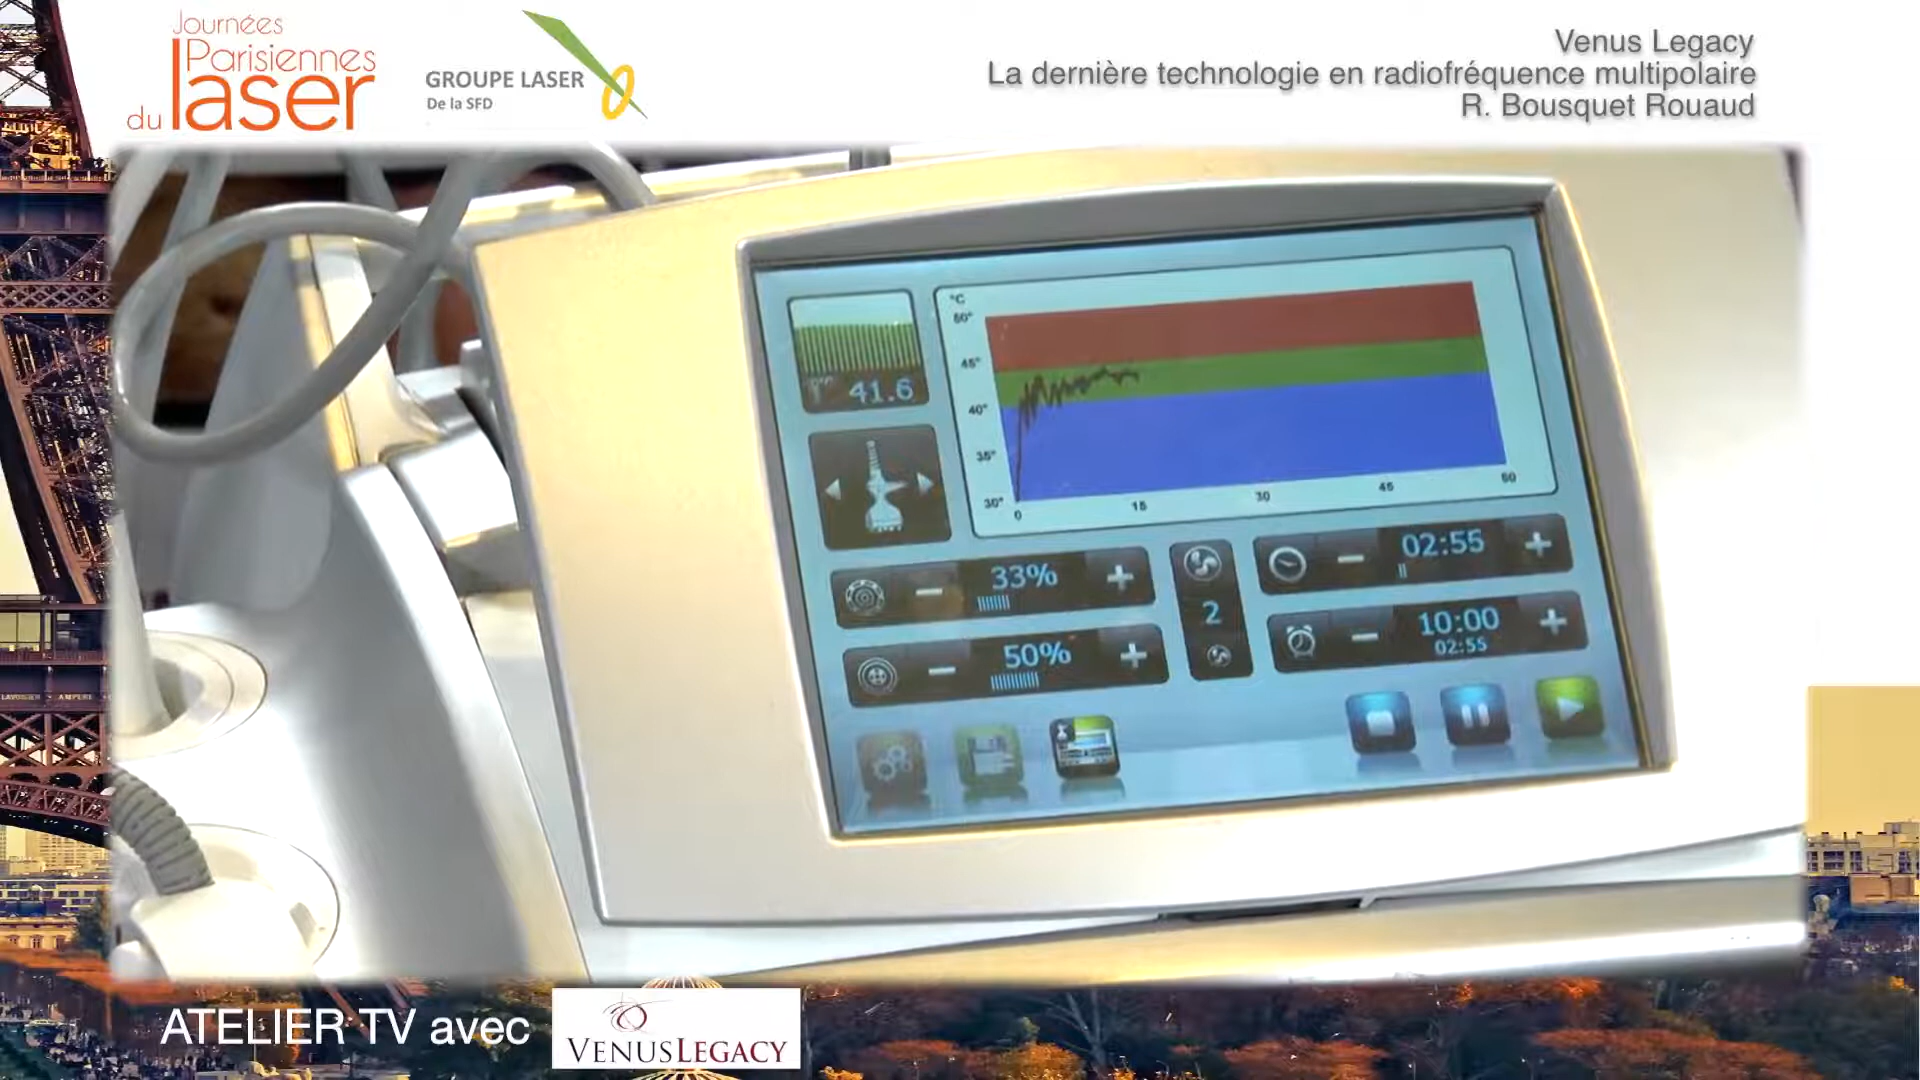 Journées
Parisiennes
du laser
GROUPE LASER
De la SFD
Venus Legacy
La dernière technologie en radiofréquence multipolaire
R. Bousquet Rouaud
°C
50°
45°
40°
35°
30°
0
15
30
45
60
41.6
33%
50%
2
02:55
10:00
02:55
ATELIER TV avec
VENUSLEGACY